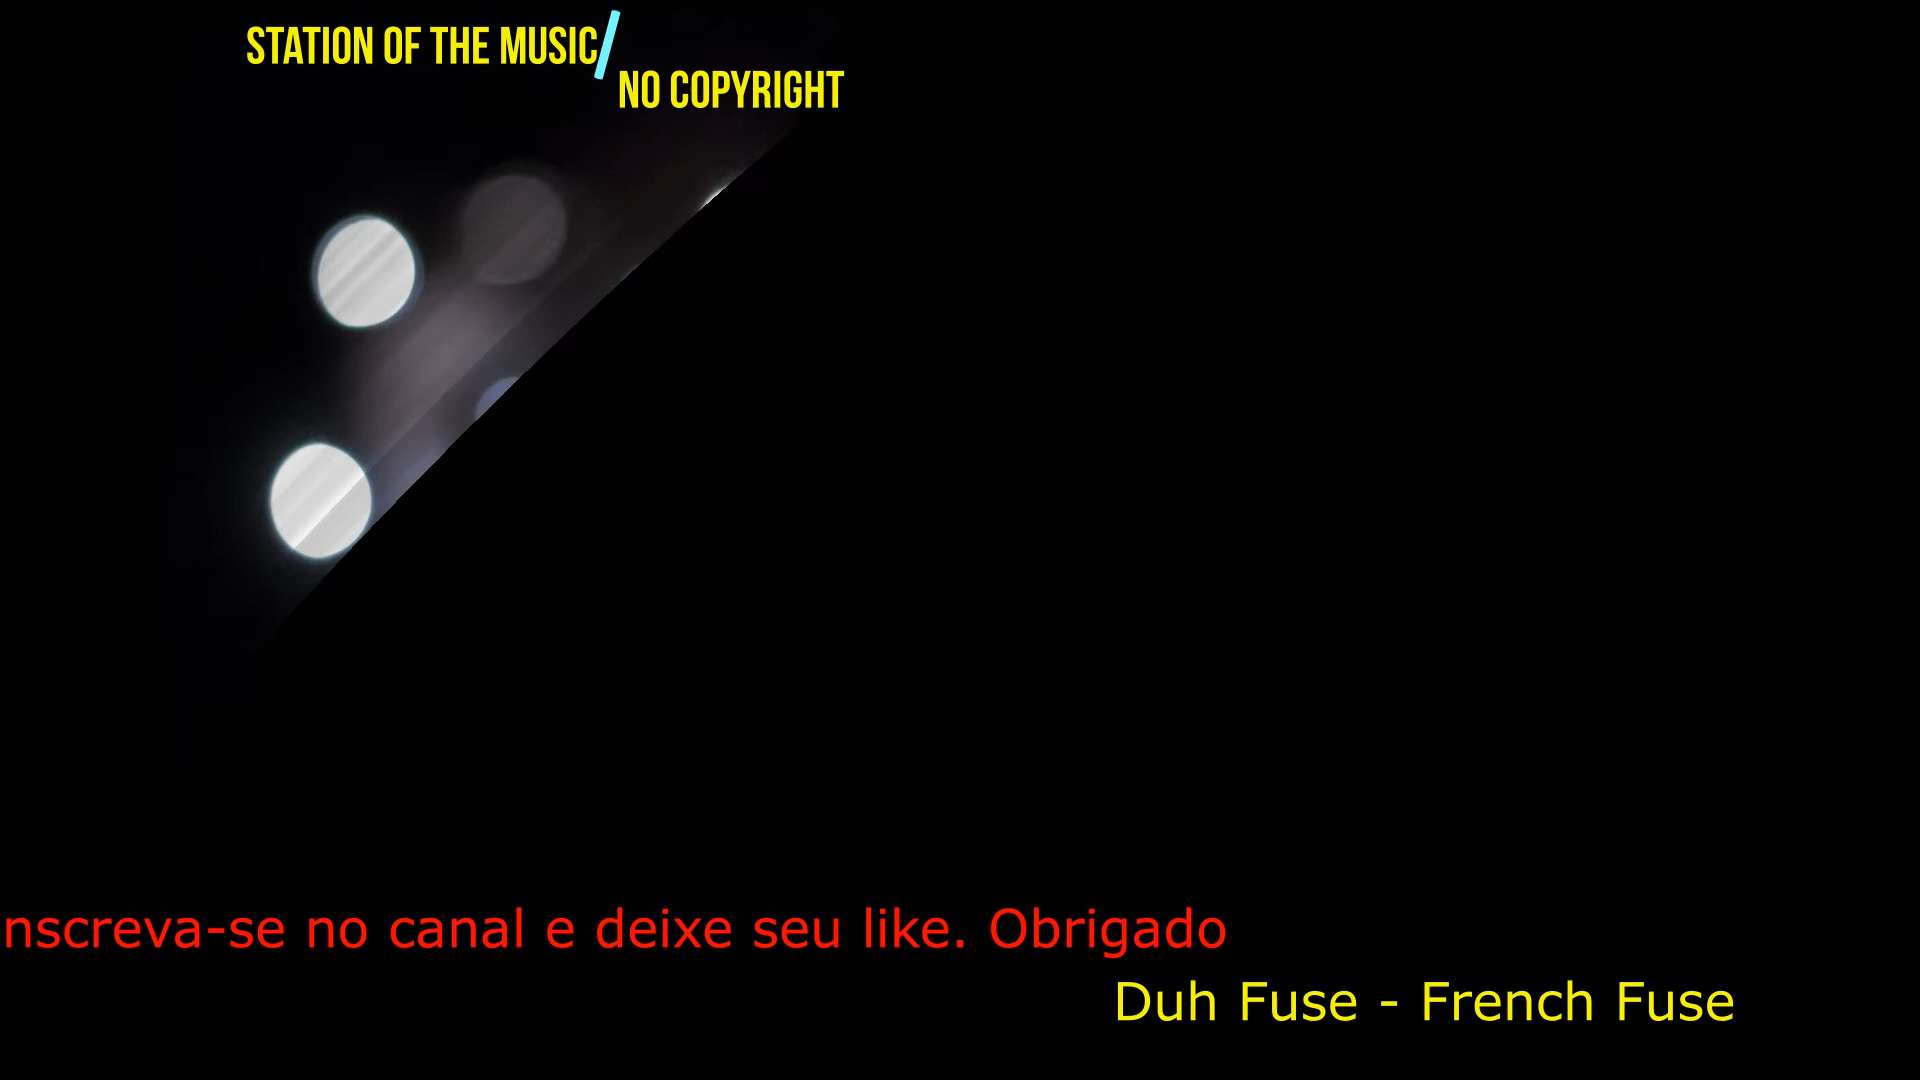 STATION OF THE MUSIC/
NO COPYRIGHT
nscreva-se no canal e deixe seu like. Obrigado
Duh Fuse - French Fuse